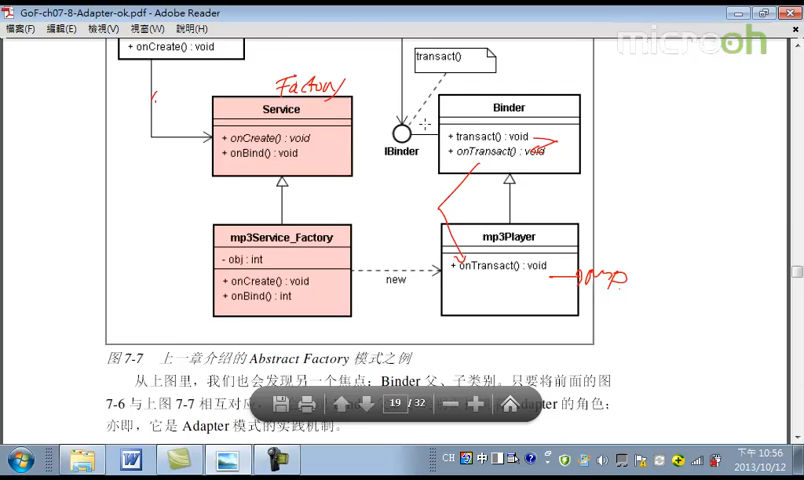 GoF-ch07-8-Adapter-ok.pdf - Adobe Reader
檔案(F) 編輯(E) 檢視(V) 視窗(W) 說明(H)
microoh
+ onCreate() : void
transact()
Factory
Service
+ onCreate() : void
+ onBind() : void
IBinder
Binder
+ transact() : void
+ onTransact() : void
mp3Service_Factory
- obj : int
+ onCreate() : void
+ onBind() : int
new
mp3Player
+ onTransact() : void
图 7-7 上一章介绍的 Abstract Factory 模式之例
从上图里，我们也会发现另一个焦点：Binder 父、子类别。只要将前面的图
7-6 与上图 7-7 相互对应，
dapter 的角色；
亦即，它是 Adapter 模式的实践机制。
19 / 32
CH 中
下午 10:56
2013/10/12